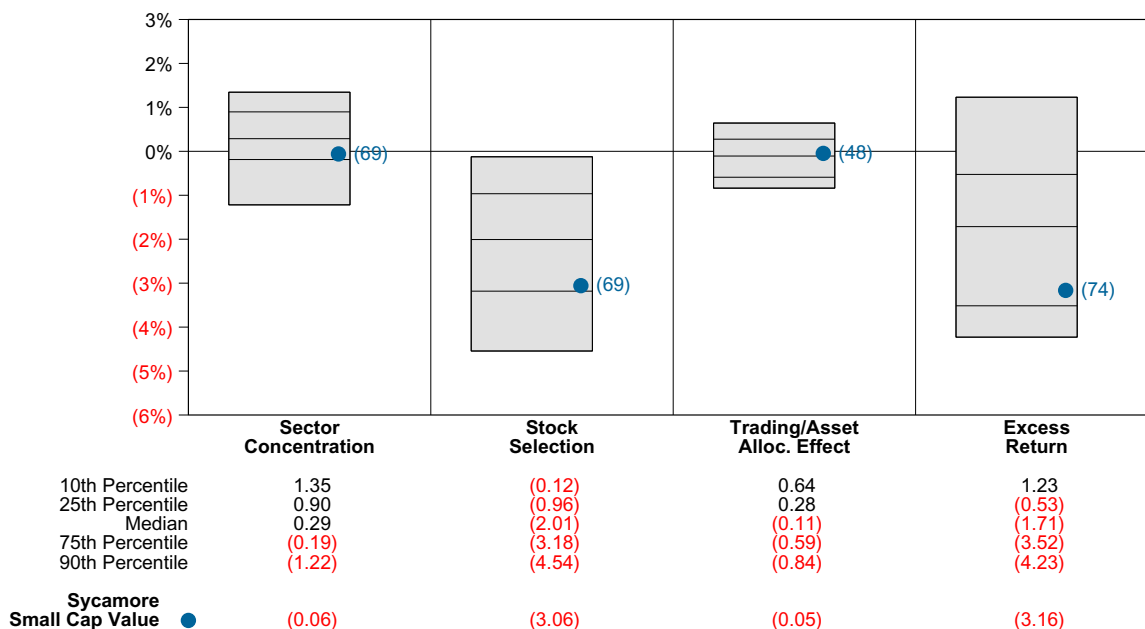 3%
2%
1%
0%
(1%)
(2%)
(3%)
(4%)
(5%)
(6%)
(69)
(69)
(48)
(74)
Sector Concentration
Stock Selection
Trading/Asset Alloc. Effect
Excess Return
10th Percentile 1.35 (0.12) 0.64 1.23
25th Percentile 0.90 (0.96) 0.28 (0.53)
Median 0.29 (2.01) (0.11) (1.71)
75th Percentile (0.19) (3.18) (0.59) (3.52)
90th Percentile (1.22) (4.54) (0.84) (4.23)
Sycamore
Small Cap Value (0.06) (3.06) (0.05) (3.16)